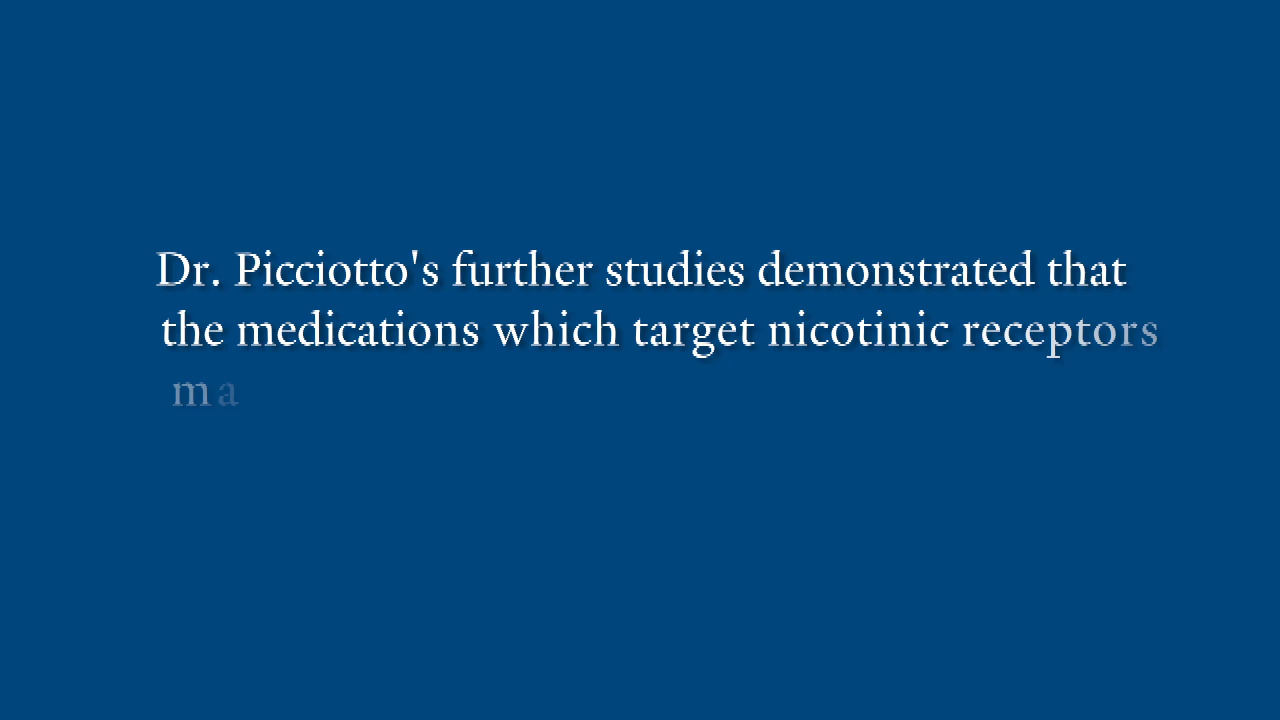 Dr. Picciotto's further studies demonstrated that
the medications which target nicotinic receptors
ma